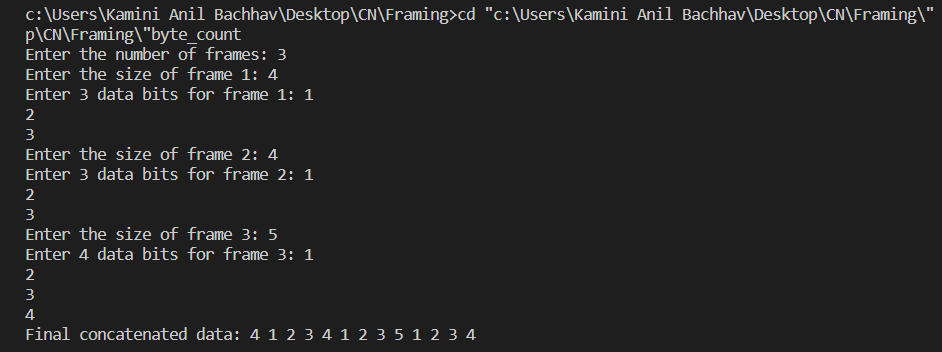 c:\Users\Kamini Anil Bachhav\Desktop\CN\Framing>cd "c:\Users\Kamini Anil Bachhav\Desktop\CN\Framing\"
p\CN\Framing\"byte_count
Enter the number of frames: 3
Enter the size of frame 1: 4
Enter 3 data bits for frame 1: 1
2
3
Enter the size of frame 2: 4
Enter 3 data bits for frame 2: 1
2
3
Enter the size of frame 3: 5
Enter 4 data bits for frame 3: 1
2
3
4
Final concatenated data: 4 1 2 3 4 1 2 3 5 1 2 3 4